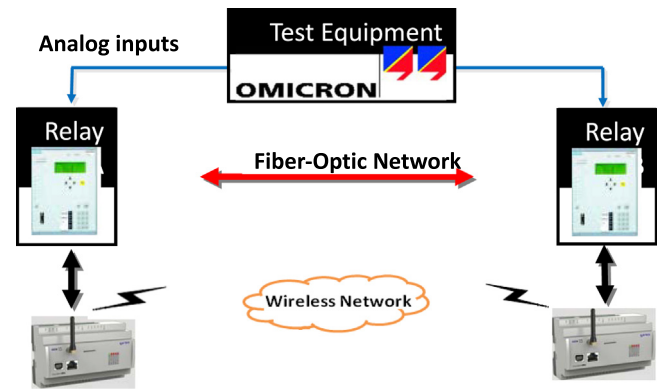 Test Equipment
Analog inputs
OMICRON
Relay
Relay
Fiber-Optic Network
Wireless Network